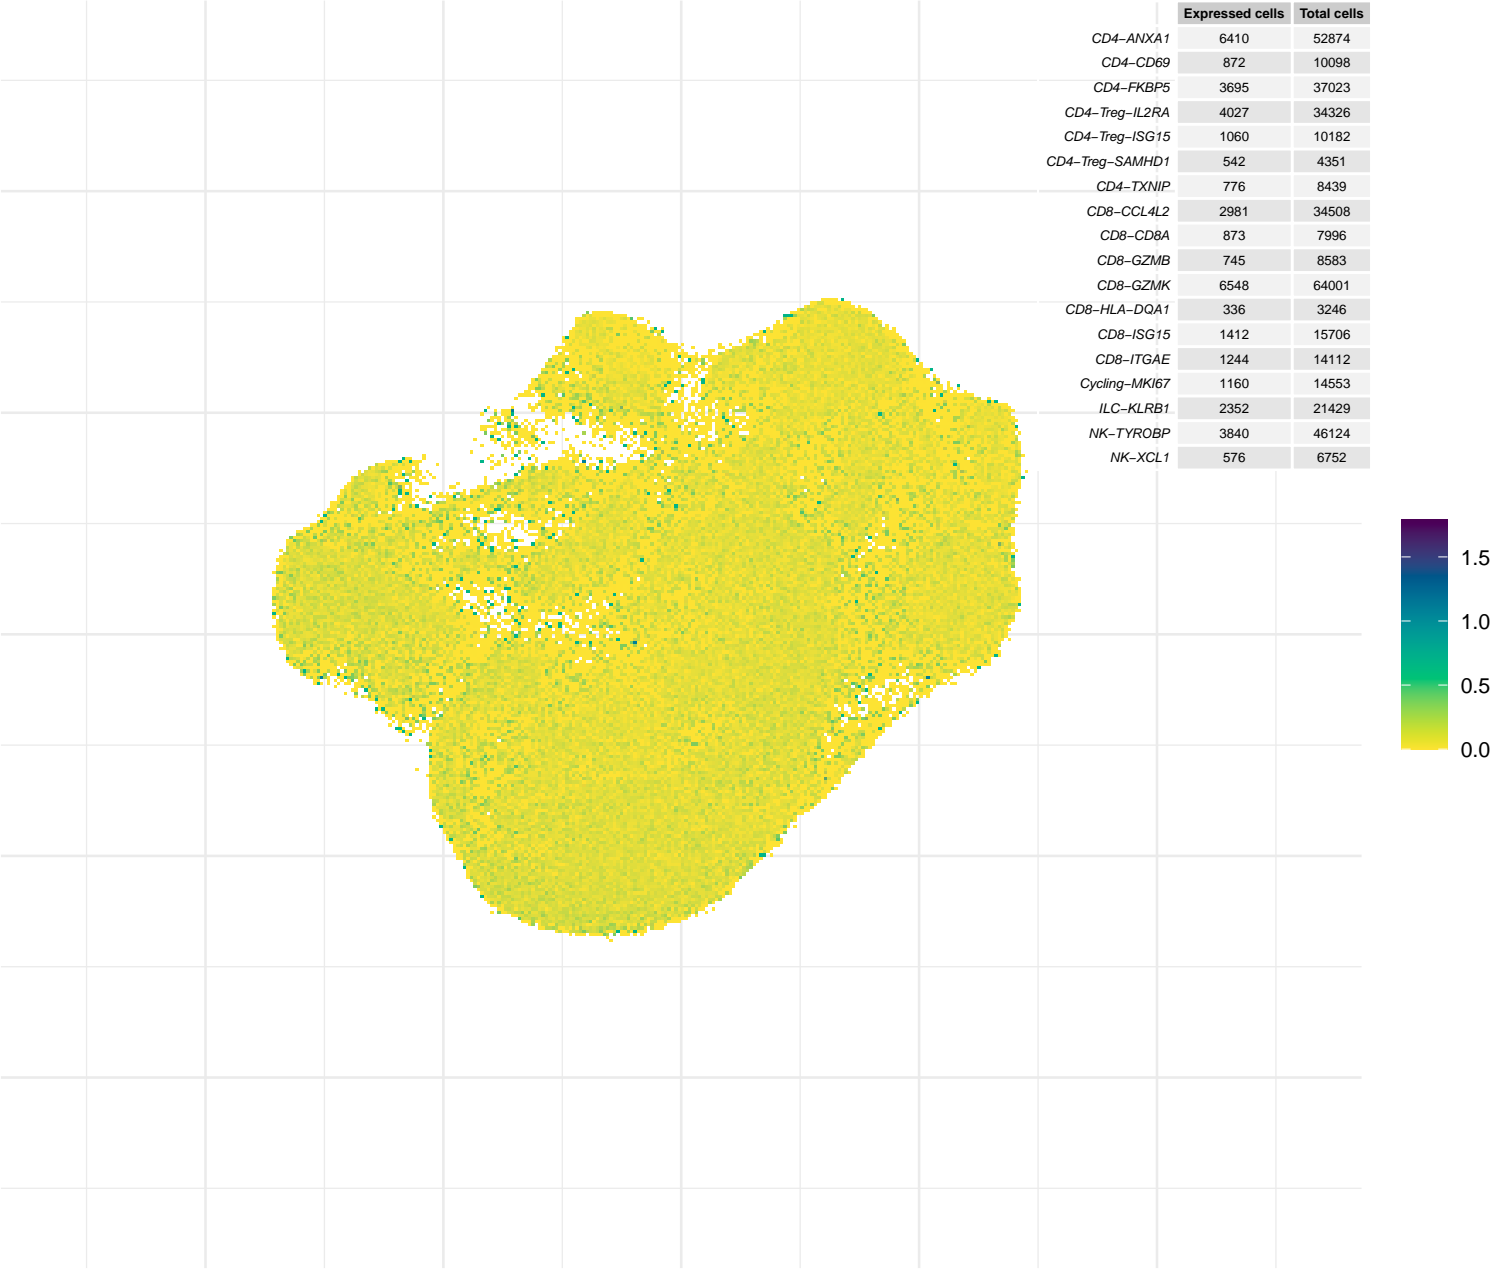 Expressed cells Total cells
CD4−ANXA1 6410 52874
CD4−CD69 872 10098
CD4−FKBP5 3695 37023
CD4−Treg−IL2RA 4027 34326
CD4−Treg−ISG15 1060 10182
CD4−Treg−SAMHD1 542 4351
CD4−TXNIP 776 8439
CD8−CCL4L2 2981 34508
CD8−CD8A 873 7996
CD8−GZMB 745 8583
CD8−GZMK 6548 64001
CD8−HLA−DQA1 336 3246
CD8−ISG15 1412 15706
CD8−ITGAE 1244 14112
Cycling−MKI67 1160 14553
ILC−KLRB1 2352 21429
NK−TYROBP 3840 46124
NK−XCL1 576 6752
1.5
1.0
0.5
0.0